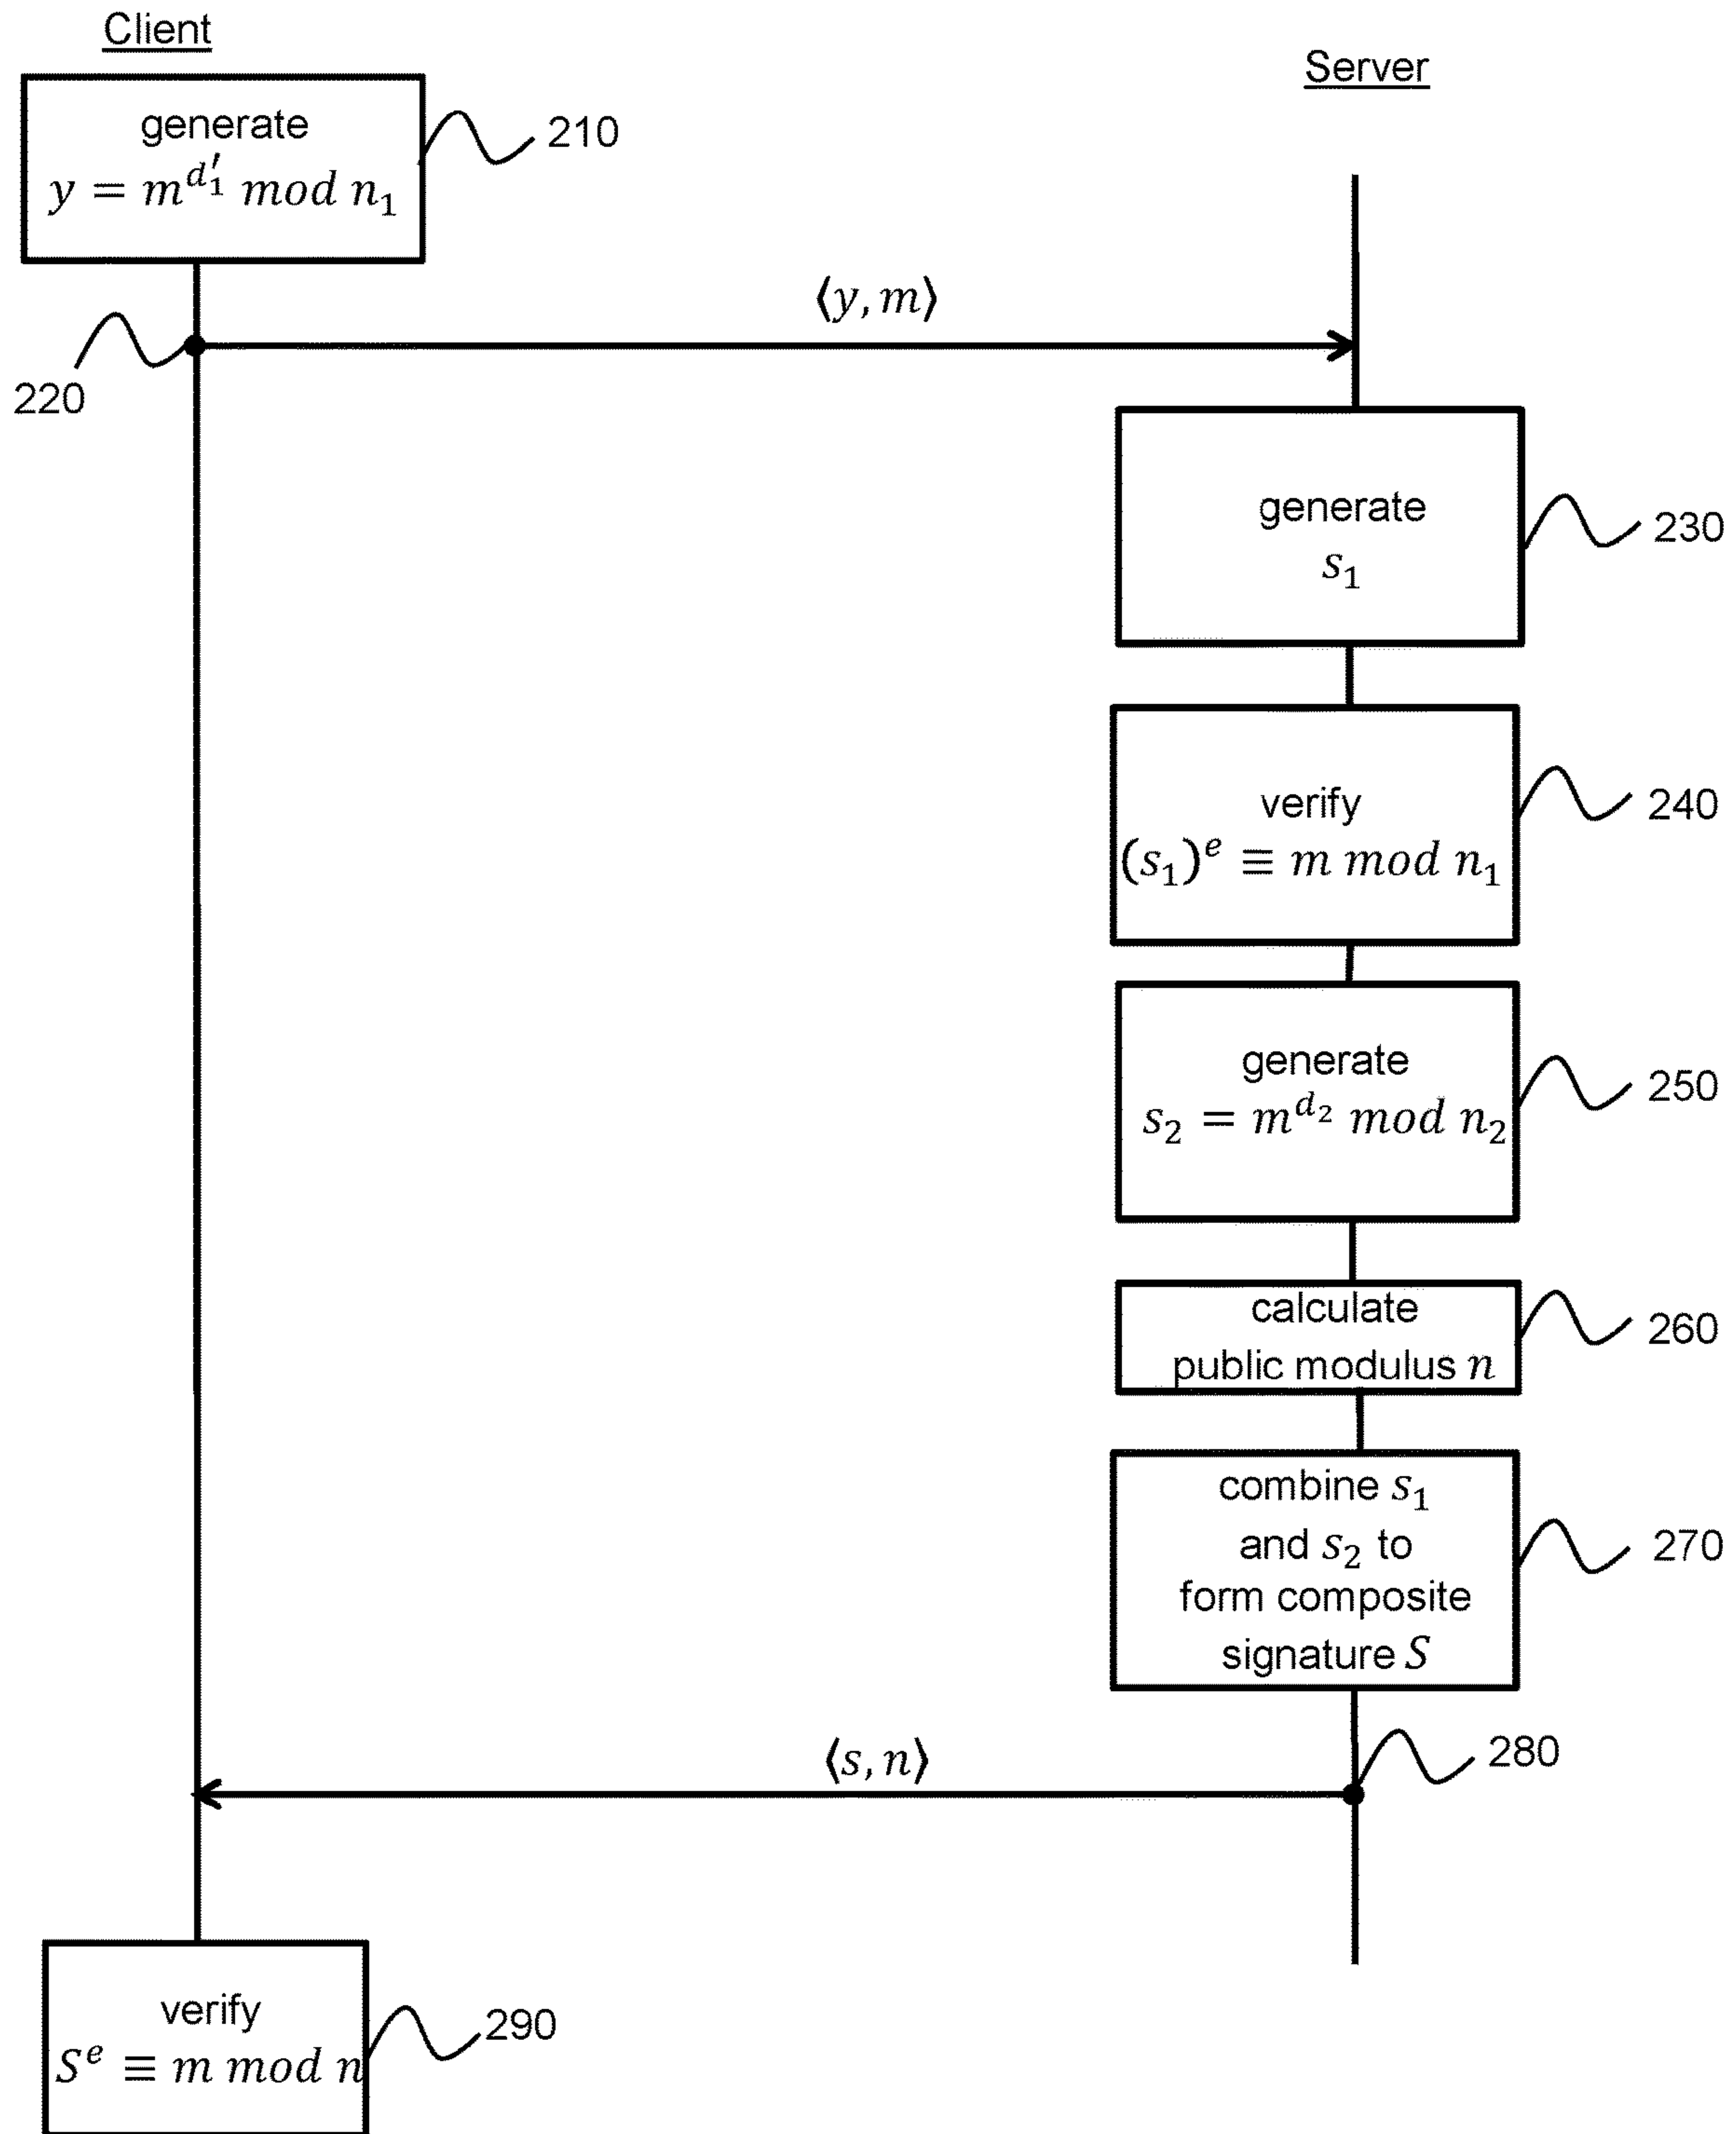 Client
Server
generate
y = m^{d′_1} mod n_1
210
⟨y, m⟩
220
generate
s_1
230
verify
(s_1)^e ≡ m mod n_1
240
generate
s_2 = m^{d_2} mod n_2
250
calculate
public modulus n
260
combine s_1
and s_2 to
form composite
signature S
270
⟨s, n⟩
280
verify
S^e ≡ m mod n
290